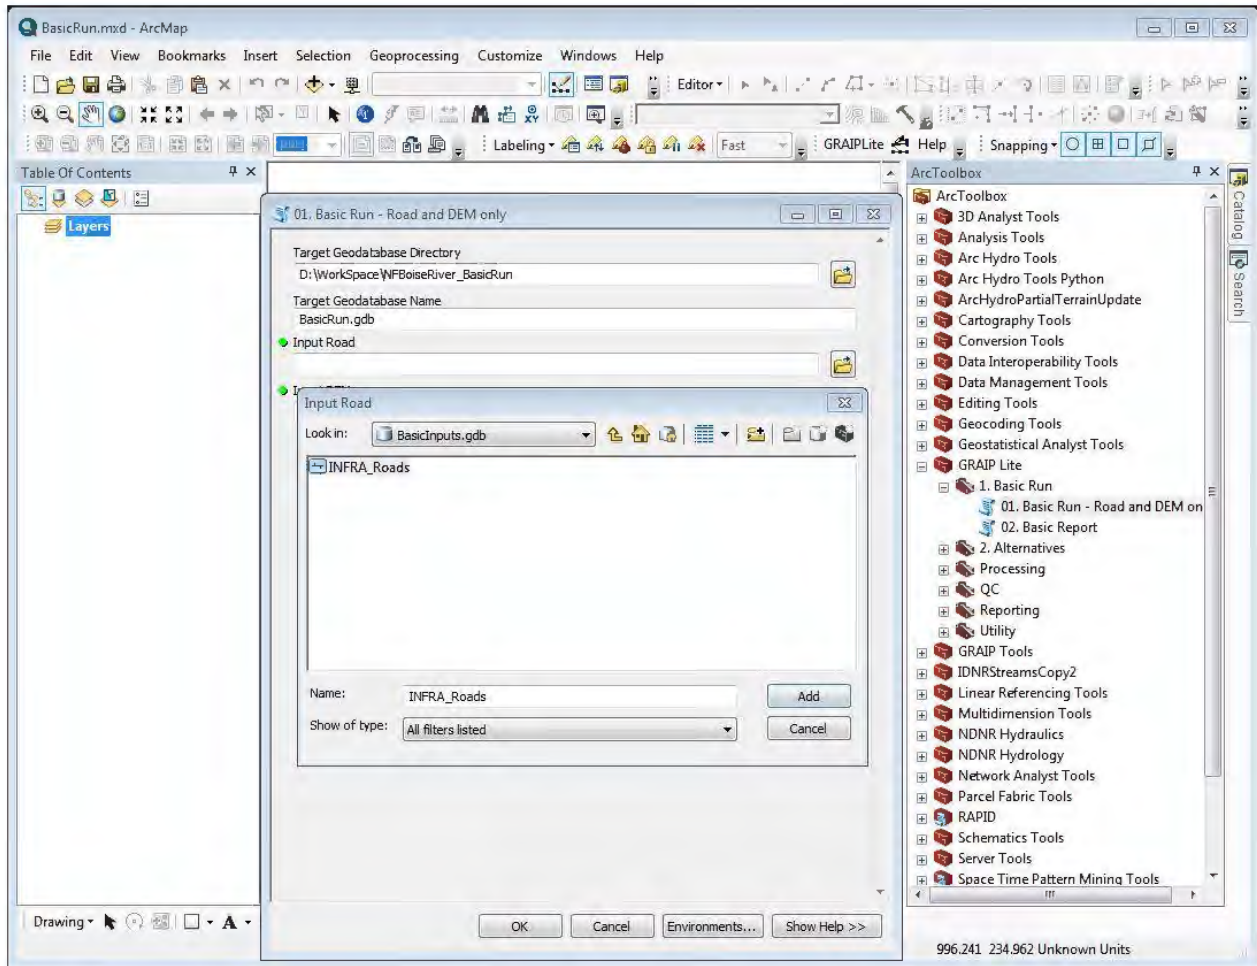 BasicRun.mxd - ArcMap
File Edit View Bookmarks Insert Selection Geoprocessing Customize Windows Help
Editor
Labeling Fast GRAIPLite Help Snapping
Table Of Contents
Layers
01. Basic Run - Road and DEM only
Target Geodatabase Directory
D:\WorkSpace\NFBoiseRiver_BasicRun
Target Geodatabase Name
BasicRun.gdb
Input Road
Input Road
Look in: BasicInputs.gdb
INFRA_Roads
Name: INFRA_Roads
Add
Show of type: All filters listed
Cancel
OK Cancel Environments... Show Help >>
ArcToolbox
ArcToolbox
3D Analyst Tools
Analysis Tools
Arc Hydro Tools
Arc Hydro Tools Python
ArcHydroPartialTerrainUpdate
Cartography Tools
Conversion Tools
Data Interoperability Tools
Data Management Tools
Editing Tools
Geocoding Tools
Geostatistical Analyst Tools
GRAIP Lite
1. Basic Run
01. Basic Run - Road and DEM on
02. Basic Report
2. Alternatives
Processing
QC
Reporting
Utility
GRAIP Tools
IDNRStreamsCopy2
Linear Referencing Tools
Multidimension Tools
NDNR Hydraulics
NDNR Hydrology
Network Analyst Tools
Parcel Fabric Tools
RAPID
Schematics Tools
Server Tools
Space Time Pattern Mining Tools
Catalog
Search
Drawing A
996.241 234.962 Unknown Units